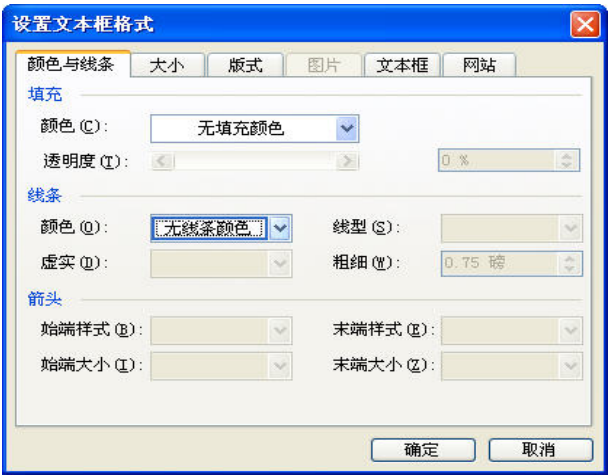 设置文本框格式
颜色与线条 大小 版式 图片 文本框 网站
填充
颜色(C): 无填充颜色
透明度(T): 0 %
线条
颜色(O): 无线条颜色 线型(S):
虚实(D): 粗细(W): 0.75 磅
箭头
始端样式(B): 末端样式(E):
始端大小(I): 末端大小(Z):
确定 取消